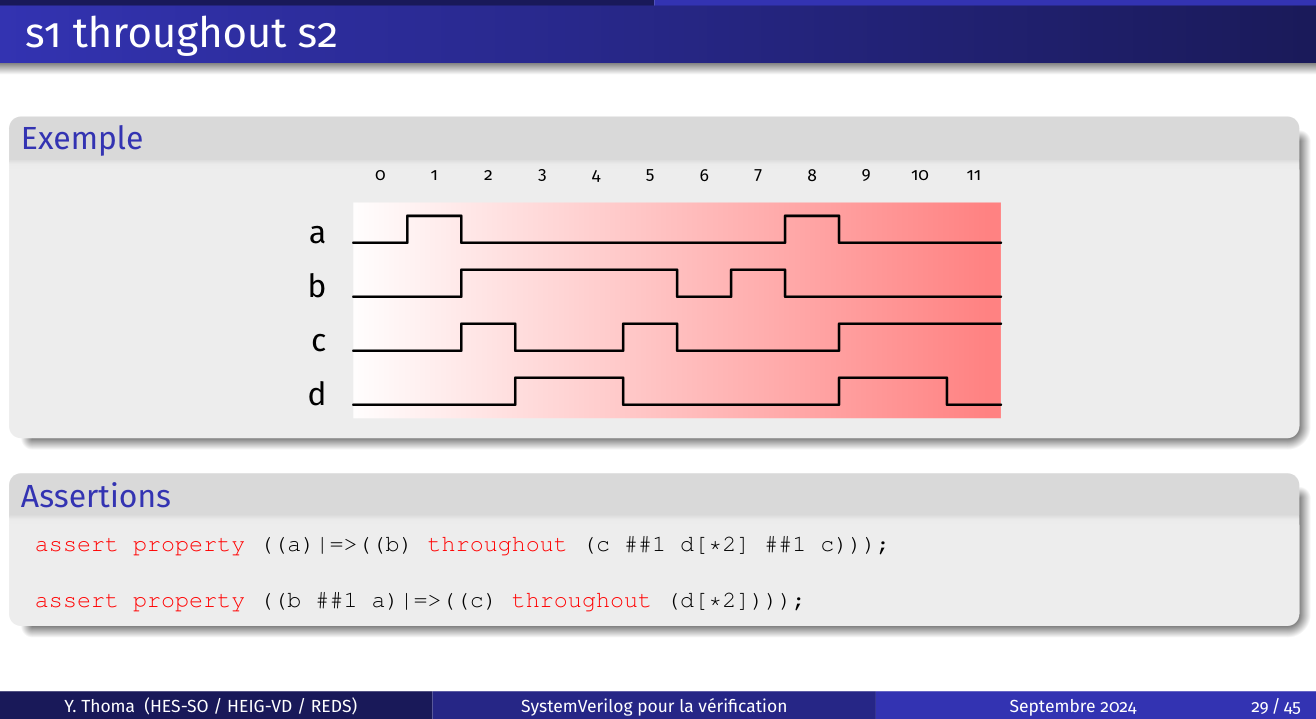 s1 throughout s2
Exemple
0 1 2 3 4 5 6 7 8 9 10 11
a
b
c
d
Assertions
assert property ((a)|=>((b) throughout (c ##1 d[*2] ##1 c)));
assert property ((b ##1 a)|=>((c) throughout (d[*2])));
Y. Thoma (HES-SO / HEIG-VD / REDS) SystemVerilog pour la vérification Septembre 2024 29 / 45